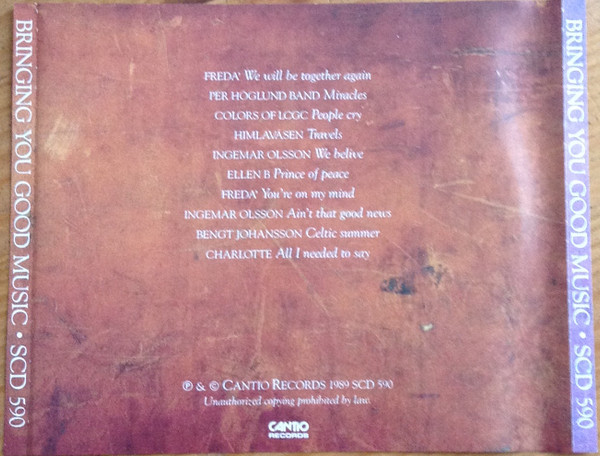 BRINGING YOU GOOD MUSIC • SCD 590
FREDA' We will be together again
PER HÖGLUND BAND Miracles
COLORS OF LCGC People cry
HIMLAVÄSEN Travels
INGEMAR OLSSON We belive
ELLEN B Prince of peace
FREDA' You're on my mind
INGEMAR OLSSON Ain't that good news
BENGT JOHANSSON Celtic summer
CHARLOTTE All I needed to say
℗ & © CANTIO RECORDS 1989 SCD 590
Unauthorized copying prohibited by law.
CANTIO
RECORDS
BRINGING YOU GOOD MUSIC • SCD 590